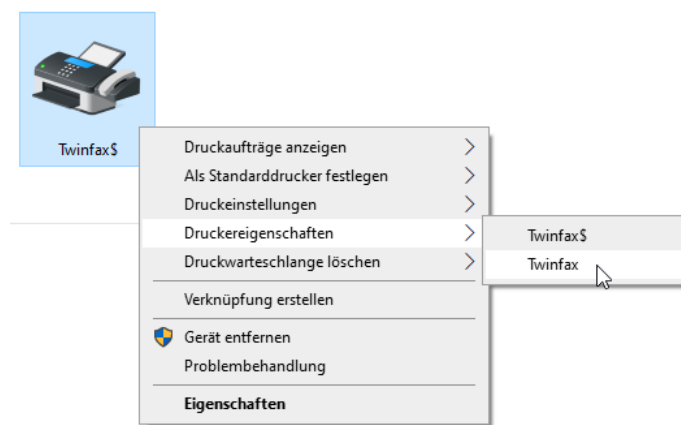 Twinfax$
Druckaufträge anzeigen
Als Standarddrucker festlegen
Druckeinstellungen
Druckereigenschaften
Twinfax$
Druckwarteschlange löschen
Twinfax
Verknüpfung erstellen
Gerät entfernen
Problembehandlung
Eigenschaften